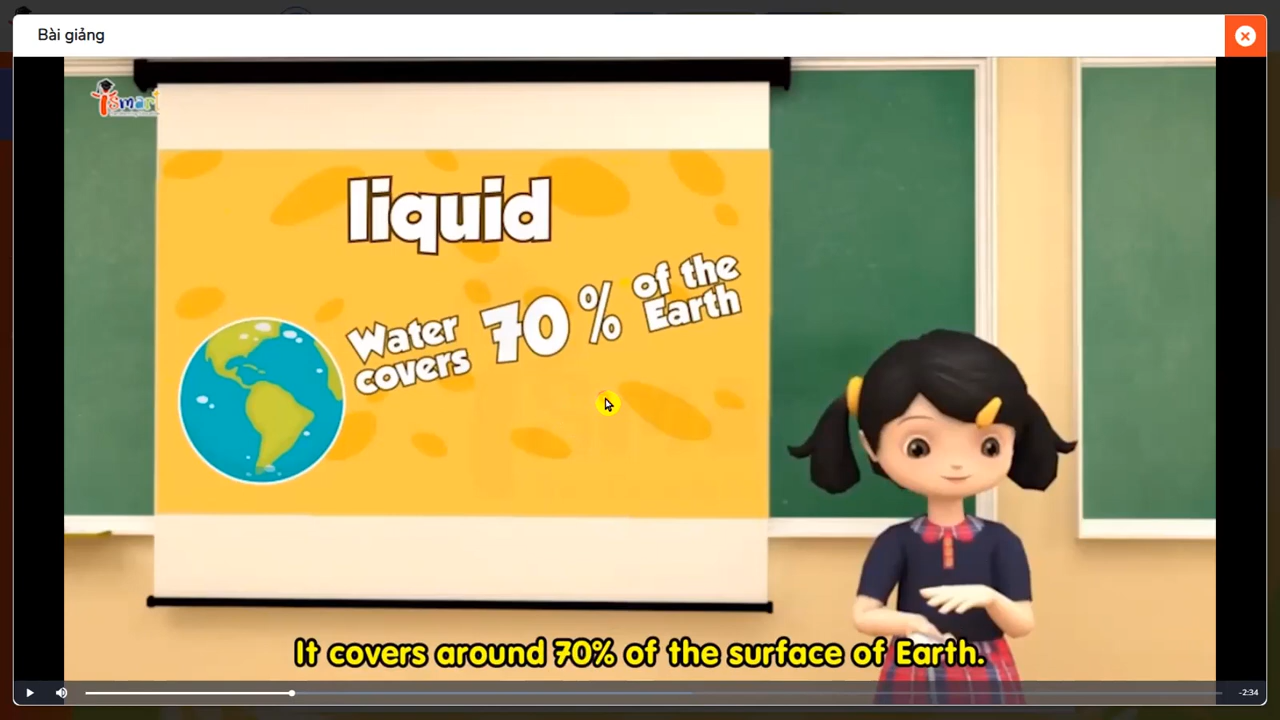 Bài giảng
ismart
liquid
Water
covers
70%
of the
Earth
It covers around 70% of the surface of Earth.
-2:34